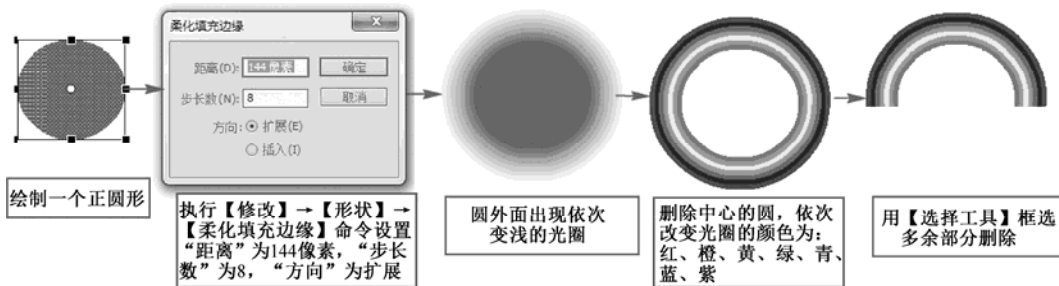 柔化填充边缘
距离(D): 144 像素
确定
步长数(N): 8
取消
方向: 扩展(E)
插入(I)
绘制一个正圆形
执行【修改】→【形状】→
【柔化填充边缘】命令设置
“距离”为144像素，“步长
数”为8，“方向”为扩展
圆外面出现依次
变浅的光圈
删除中心的圆，依次
改变光圈的颜色为：
红、橙、黄、绿、青、
蓝、紫
用【选择工具】框选
多余部分删除